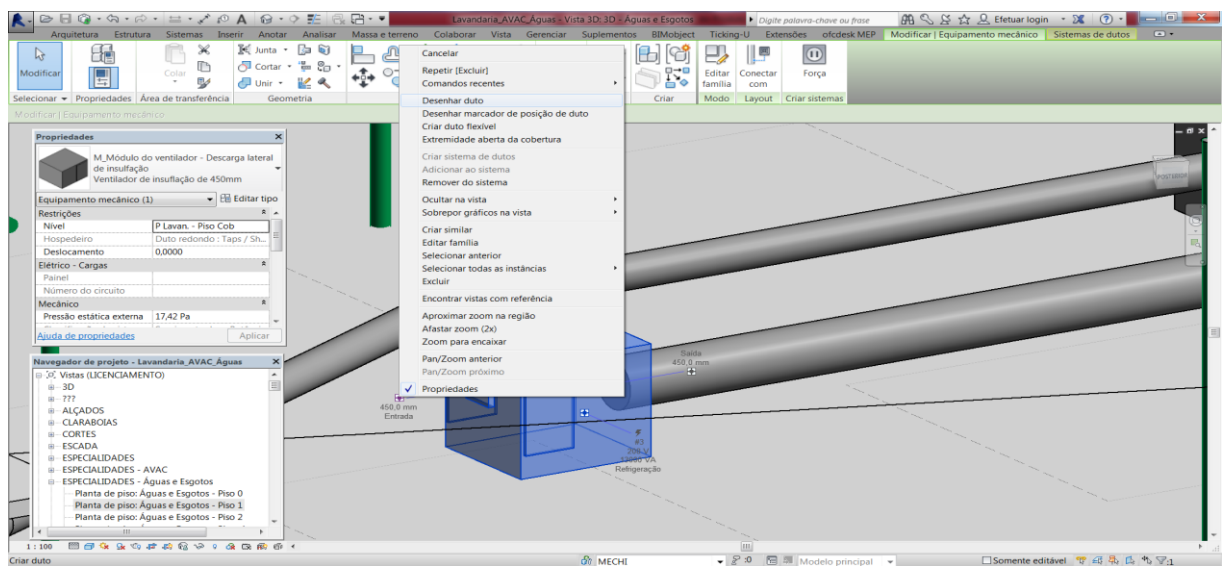 Lavandaria_AVAC_Águas - Vista 3D: 3D - Águas e Esgotos
Digite palavra-chave ou frase
Efetuar login
Arquitetura Estrutura Sistemas Inserir Anotar Analisar Massa e terreno Colaborar Vista Gerenciar Suplementos BIMobject Ticking-U Extensões ofcdesk MEP Modificar | Equipamento mecânico Sistemas de dutos
Modificar
Colar
Junta
Cortar
Unir
Editar família
Conectar com
Força
Selecionar Propriedades Área de transferência Geometria Criar Modo Layout Criar sistemas
Modificar | Equipamento mecânico
Cancelar
Repetir [Excluir]
Comandos recentes
Desenhar duto
Desenhar marcador de posição de duto
Criar duto flexível
Extremidade aberta da cobertura
Criar sistema de dutos
Adicionar ao sistema
Remover do sistema
Ocultar na vista
Sobrepor gráficos na vista
Criar similar
Editar família
Selecionar anterior
Selecionar todas as instâncias
Excluir
Encontrar vistas com referência
Aproximar zoom na região
Afastar zoom (2x)
Zoom para encaixar
Pan/Zoom anterior
Pan/Zoom próximo
Propriedades
Propriedades
M_Módulo do ventilador - Descarga lateral
de insulfação
Ventilador de insuflação de 450mm
Equipamento mecânico (1) Editar tipo
Restrições
Nível P Lavan. - Piso Cob
Hospedeiro Duto redondo : Taps / Sh...
Deslocamento 0,0000
Elétrico - Cargas
Painel
Número do circuito
Mecânico
Pressão estática externa 17,42 Pa
Ajuda de propriedades Aplicar
Navegador de projeto - Lavandaria_AVAC_Águas
Vistas (LICENCIAMENTO)
3D
???
ALÇADOS
CLARABOIAS
CORTES
ESCADA
ESPECIALIDADES
ESPECIALIDADES - AVAC
ESPECIALIDADES - Águas e Esgotos
Planta de piso: Águas e Esgotos - Piso 0
Planta de piso: Águas e Esgotos - Piso 1
Planta de piso: Águas e Esgotos - Piso 2
450,0 mm
Entrada
Saída
450,0 mm
#3
Refrigeração
POSTERIOR
1 : 100
Criar duto
MECHI
:0
Modelo principal
Somente editável
:1